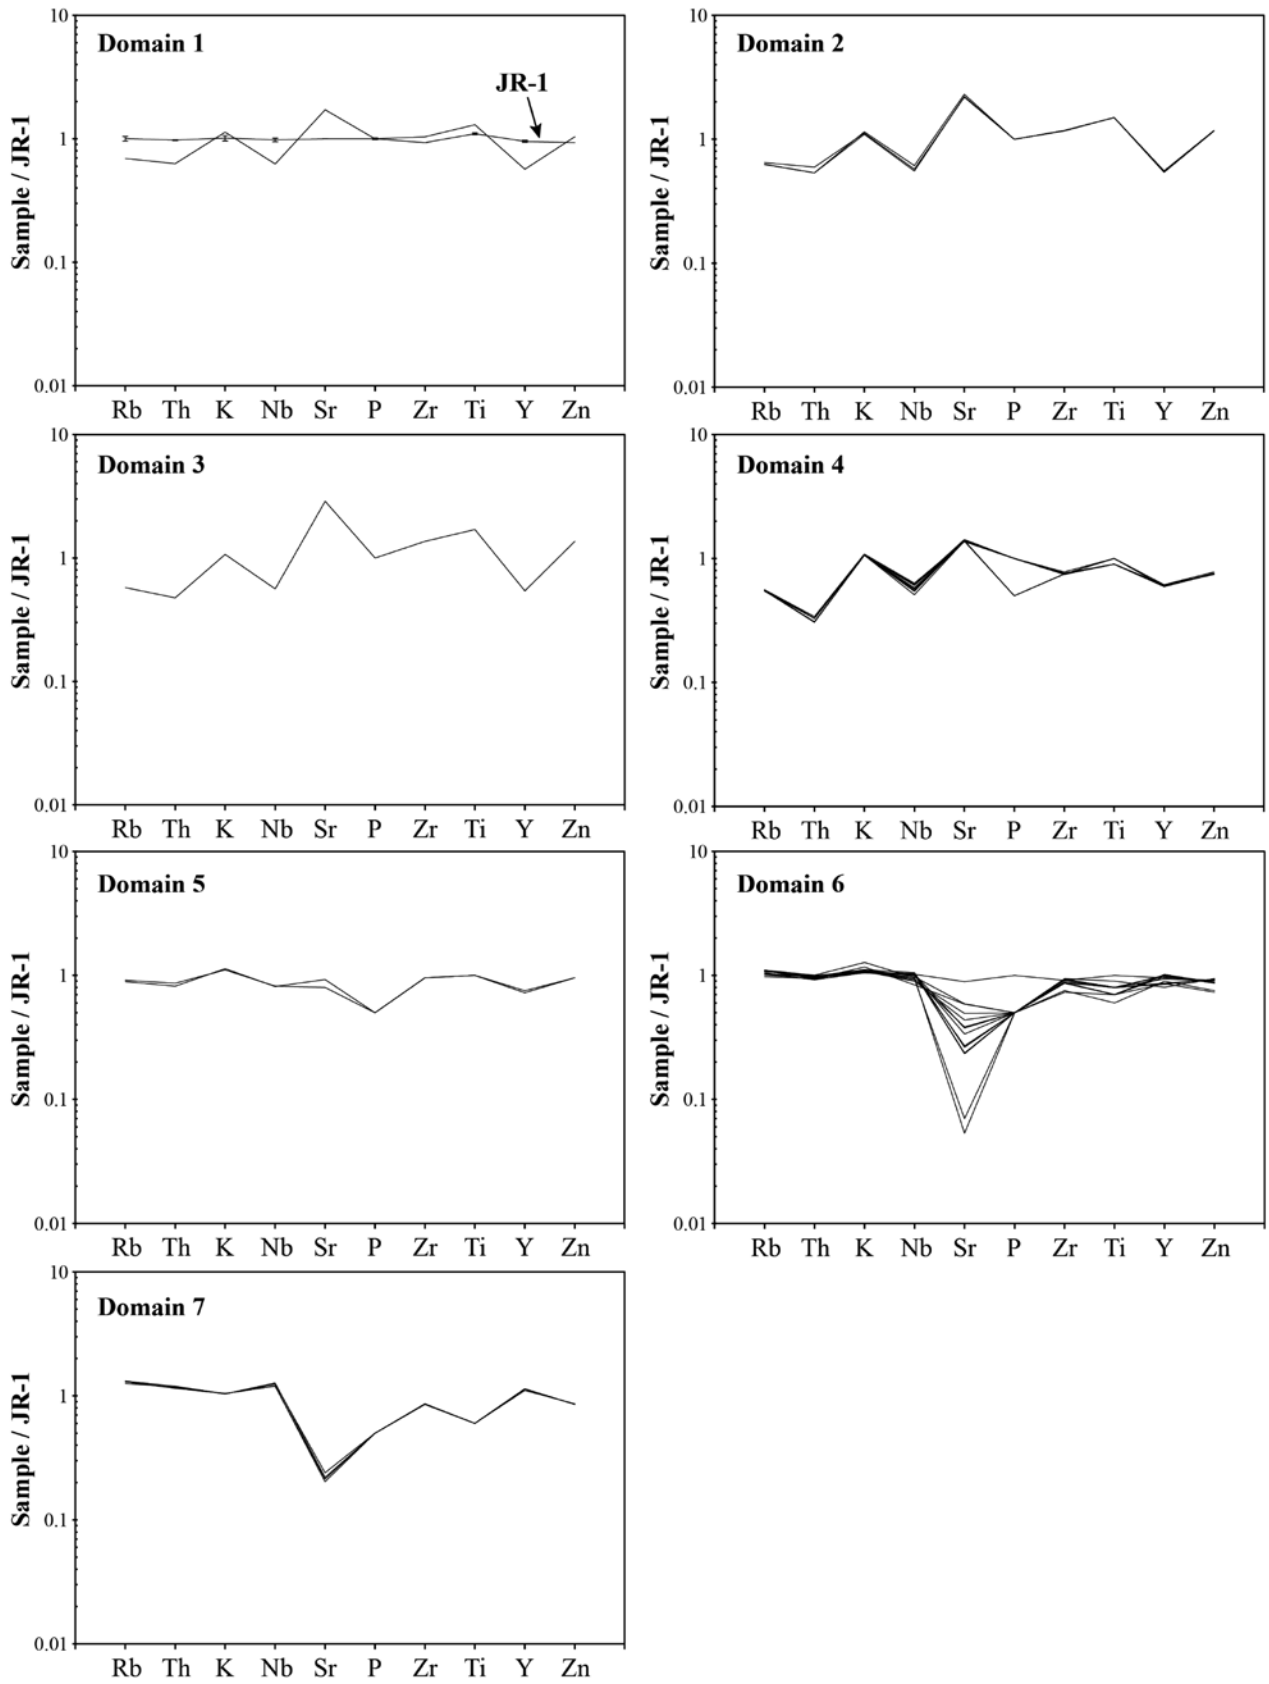 10
Domain 1
JR-1
1
0.1
0.01
Sample / JR-1
Rb Th K Nb Sr P Zr Ti Y Zn
10
Domain 2
1
0.1
0.01
Sample / JR-1
Rb Th K Nb Sr P Zr Ti Y Zn
10
Domain 3
1
0.1
0.01
Sample / JR-1
Rb Th K Nb Sr P Zr Ti Y Zn
10
Domain 4
1
0.1
0.01
Sample / JR-1
Rb Th K Nb Sr P Zr Ti Y Zn
10
Domain 5
1
0.1
0.01
Sample / JR-1
Rb Th K Nb Sr P Zr Ti Y Zn
10
Domain 6
1
0.1
0.01
Sample / JR-1
Rb Th K Nb Sr P Zr Ti Y Zn
10
Domain 7
1
0.1
0.01
Sample / JR-1
Rb Th K Nb Sr P Zr Ti Y Zn